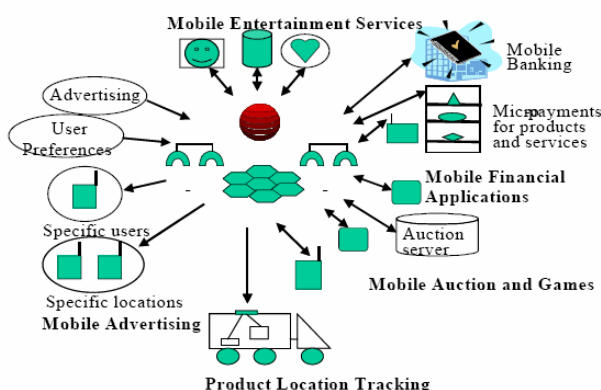 Mobile Entertainment Services
Advertising
User
Preferences
Specific users
Specific locations
Mobile Advertising
Mobile
Banking
Micropayments
for products
and services
Mobile Financial
Applications
Auction
server
Mobile Auction and Games
Product Location Tracking